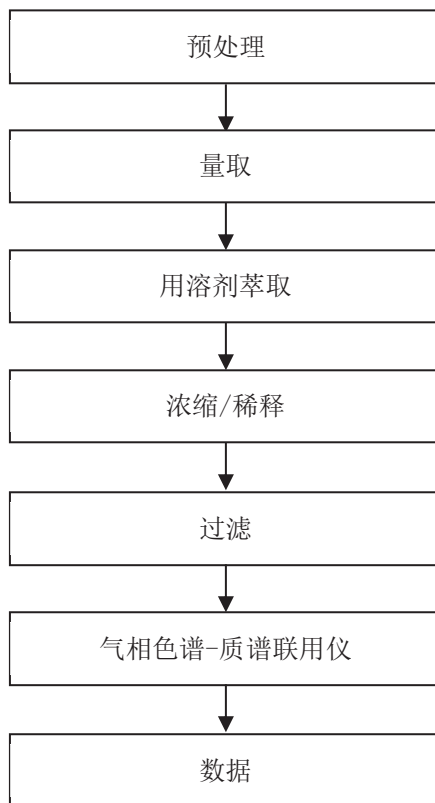 预处理
量取
用溶剂萃取
浓缩/稀释
过滤
气相色谱-质谱联用仪
数据